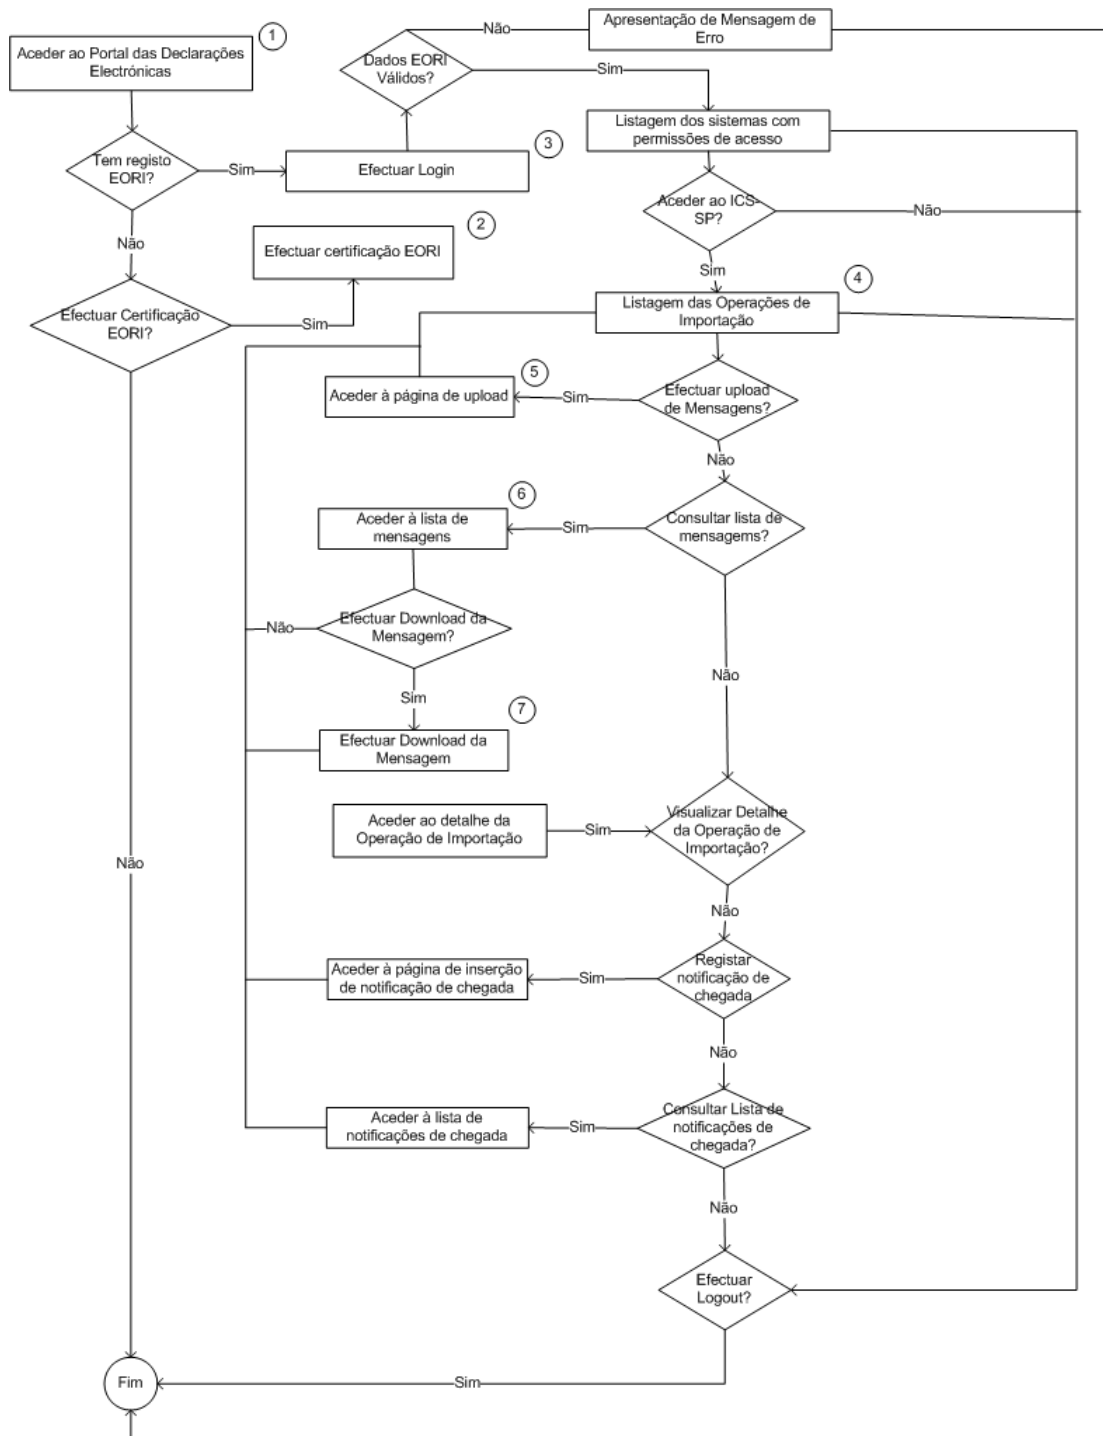 Aceder ao Portal das Declarações
Electrónicas
1
Tem registo
EORI?
Sim
Efectuar Login
3
Dados EORI
Válidos?
Não
Apresentação de Mensagem de
Erro
Sim
Listagem dos sistemas com
permissões de acesso
Aceder ao ICS-
SP?
Não
Sim
Não
Efectuar Certificação
EORI?
Sim
Efectuar certificação EORI
2
Listagem das Operações de
Importação
4
Efectuar upload
de Mensagens?
Sim
Aceder à página de upload
5
Não
Consultar lista de
mensagems?
Sim
Aceder à lista de
mensagens
6
Efectuar Download da
Mensagem?
Não
Sim
Efectuar Download da
Mensagem
7
Não
Visualizar Detalhe
da Operação de
Importação?
Sim
Aceder ao detalhe da
Operação de Importação
Não
Não
Registar
notificação de
chegada
Sim
Aceder à página de inserção
de notificação de chegada
Não
Consultar Lista de
notificações de
chegada?
Sim
Aceder à lista de
notificações de chegada
Não
Efectuar
Logout?
Sim
Fim